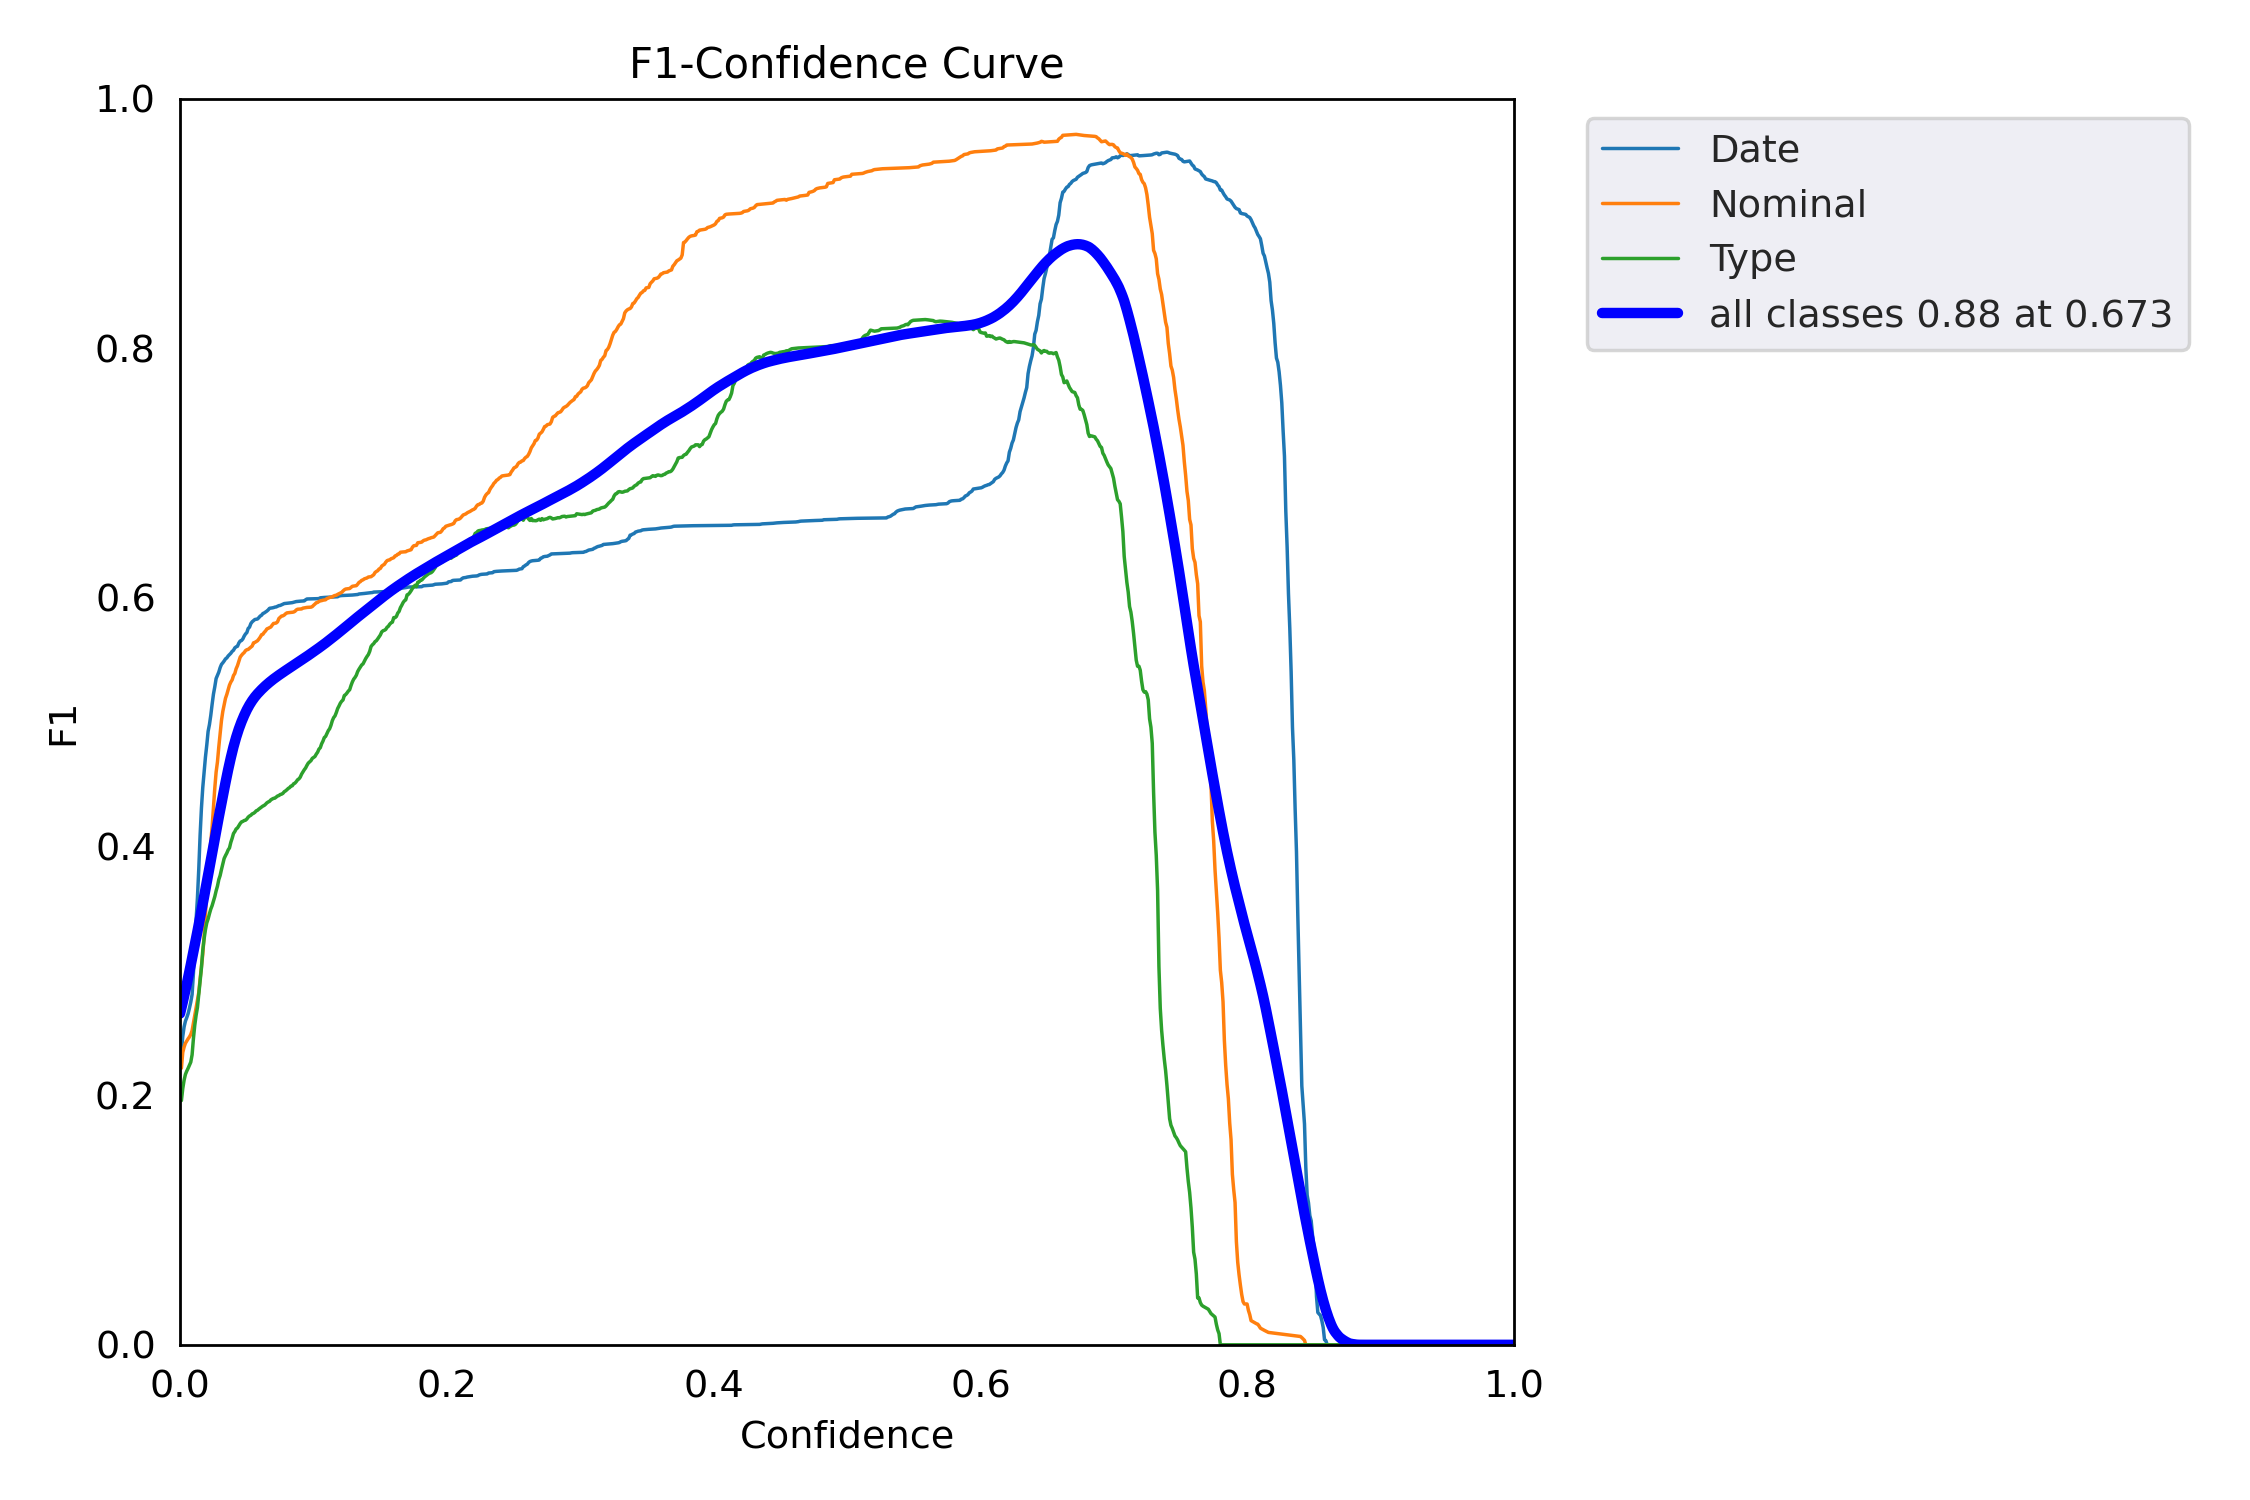 F1-Confidence Curve
1.0
0.8
0.6
0.4
0.2
0.0
F1
0.0 0.2 0.4 0.6 0.8 1.0
Confidence
Date
Nominal
Type
all classes 0.88 at 0.673